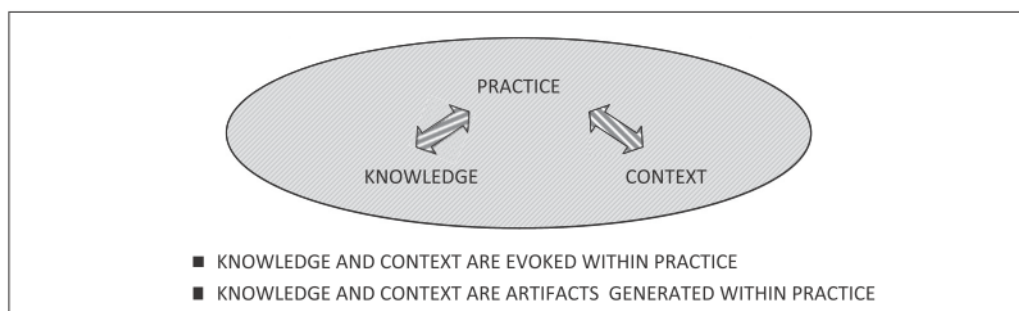 PRACTICE
KNOWLEDGE CONTEXT
■ KNOWLEDGE AND CONTEXT ARE EVOKED WITHIN PRACTICE
■ KNOWLEDGE AND CONTEXT ARE ARTIFACTS GENERATED WITHIN PRACTICE